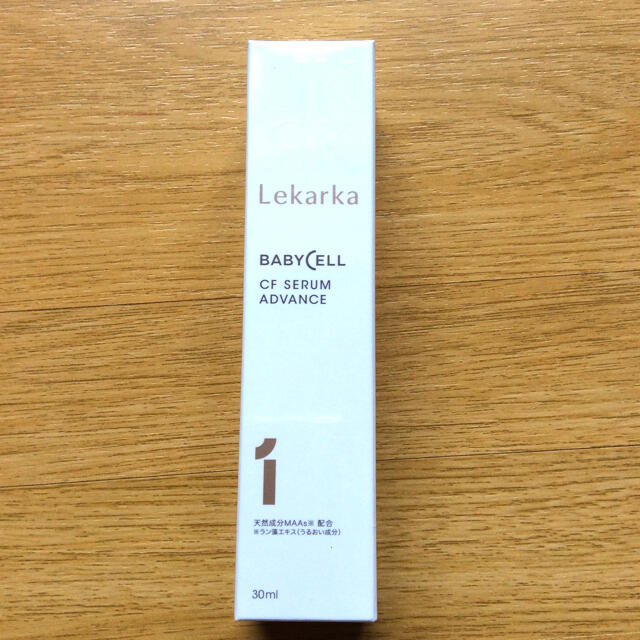 Lekarka
BABYCELL
CF SERUM
ADVANCE
1
天然成分MAAs※ 配合
※ラン藻エキス(うるおい成分)
30ml